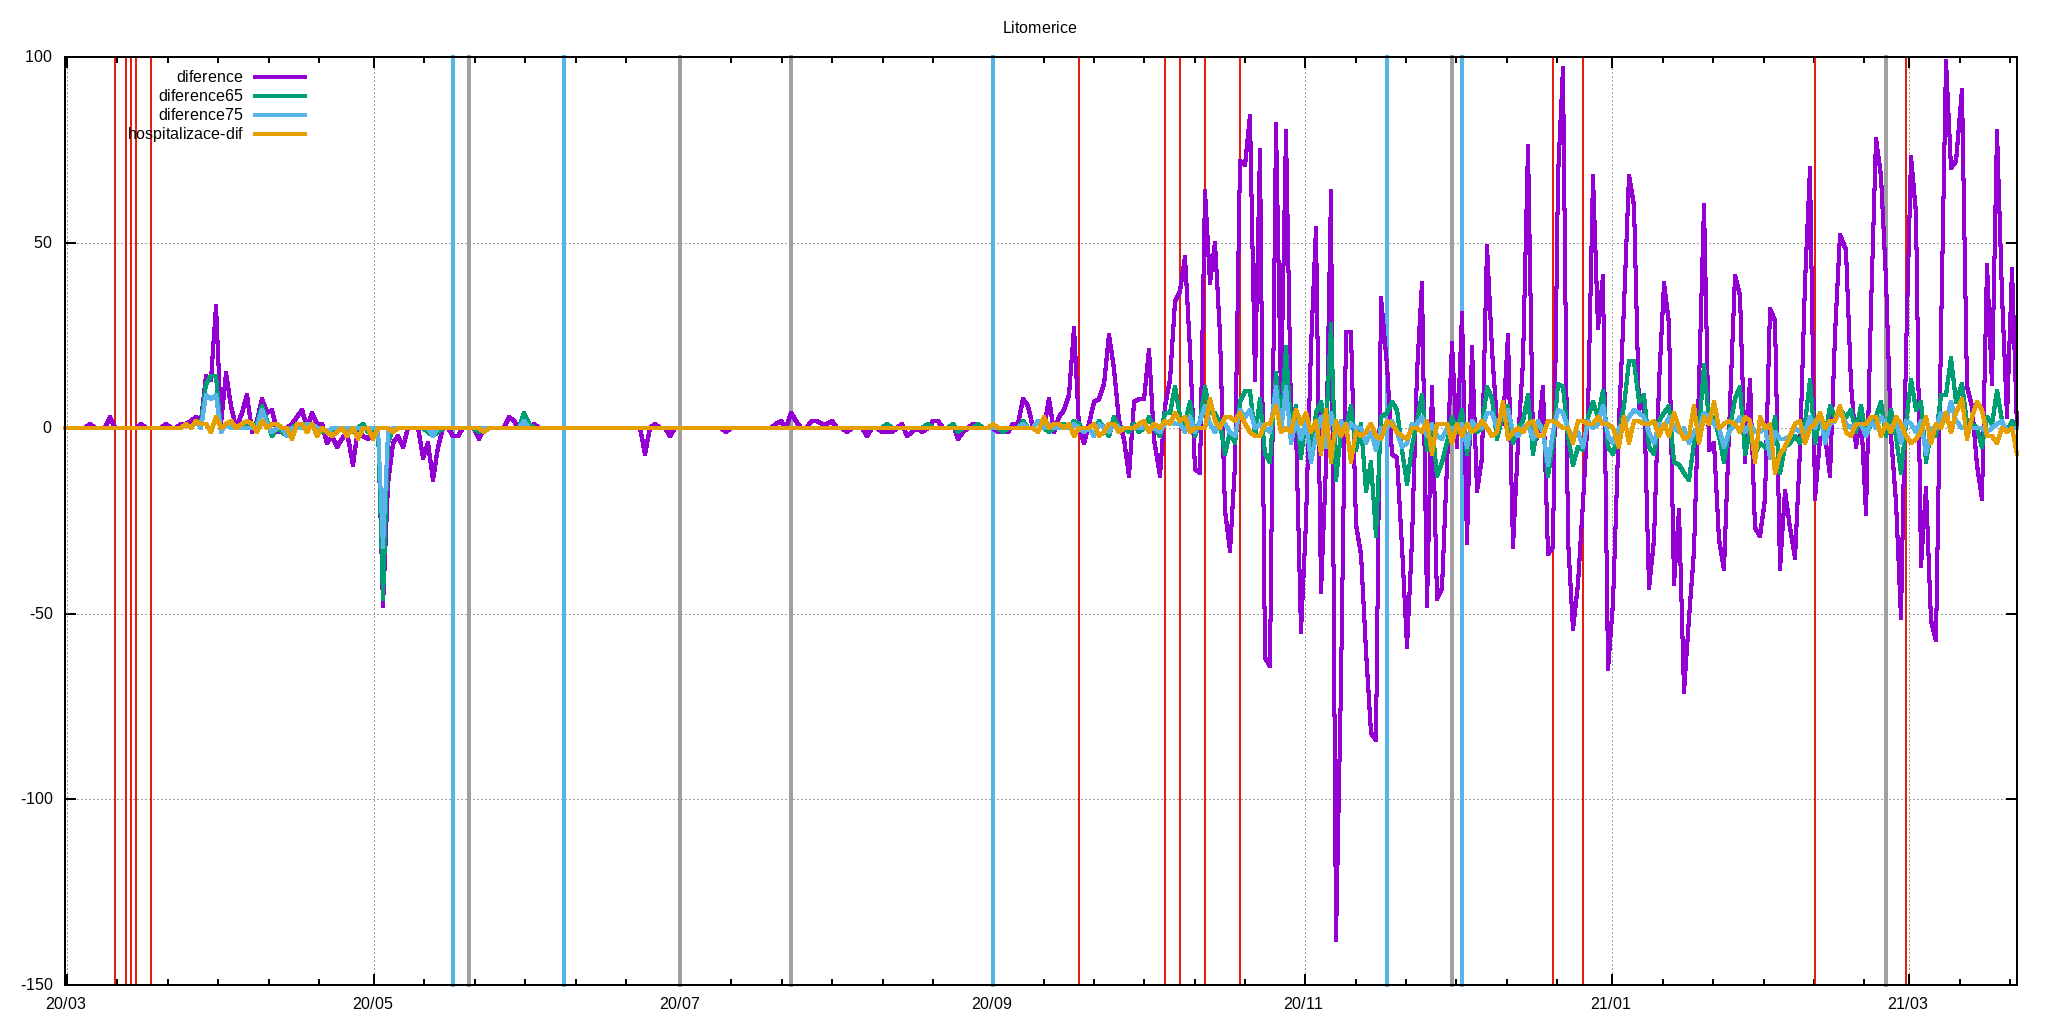 Litomerice
100
diference
diference65
diference75
hospitalizace-dif
50
0
-50
-100
-150
20/03 20/05 20/07 20/09 20/11 21/01 21/03